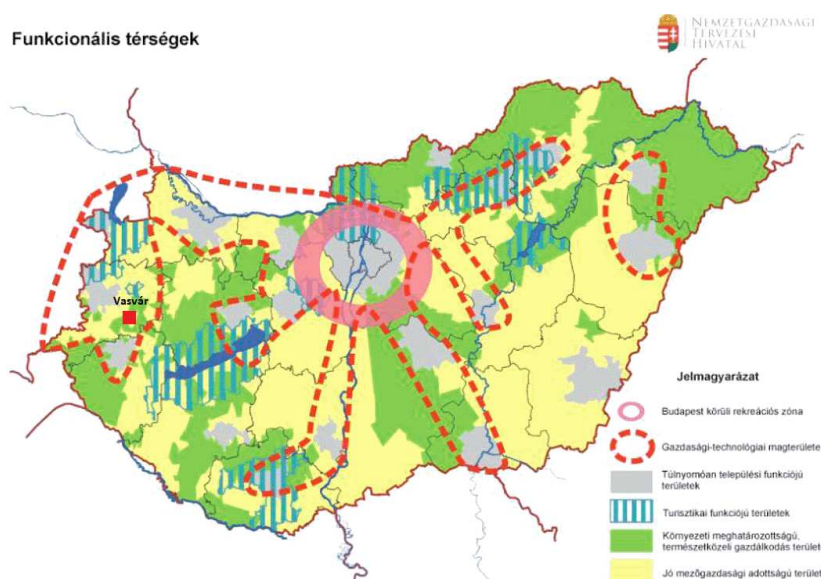 Funkcionális térségek
NEMZETGAZDASÁGI
TERVEZÉSI
HIVATAL
Vasvár
Jelmagyarázat
Budapest körüli rekreációs zóna
Gazdasági-technológiai magterülete
Túlnyomóan települési funkciójú
területek
Turisztikai funkciójú területek
Környezeti meghatározottságú,
természetközeli gazdálkodás terület
Jó mezőgazdasági adottságú terület